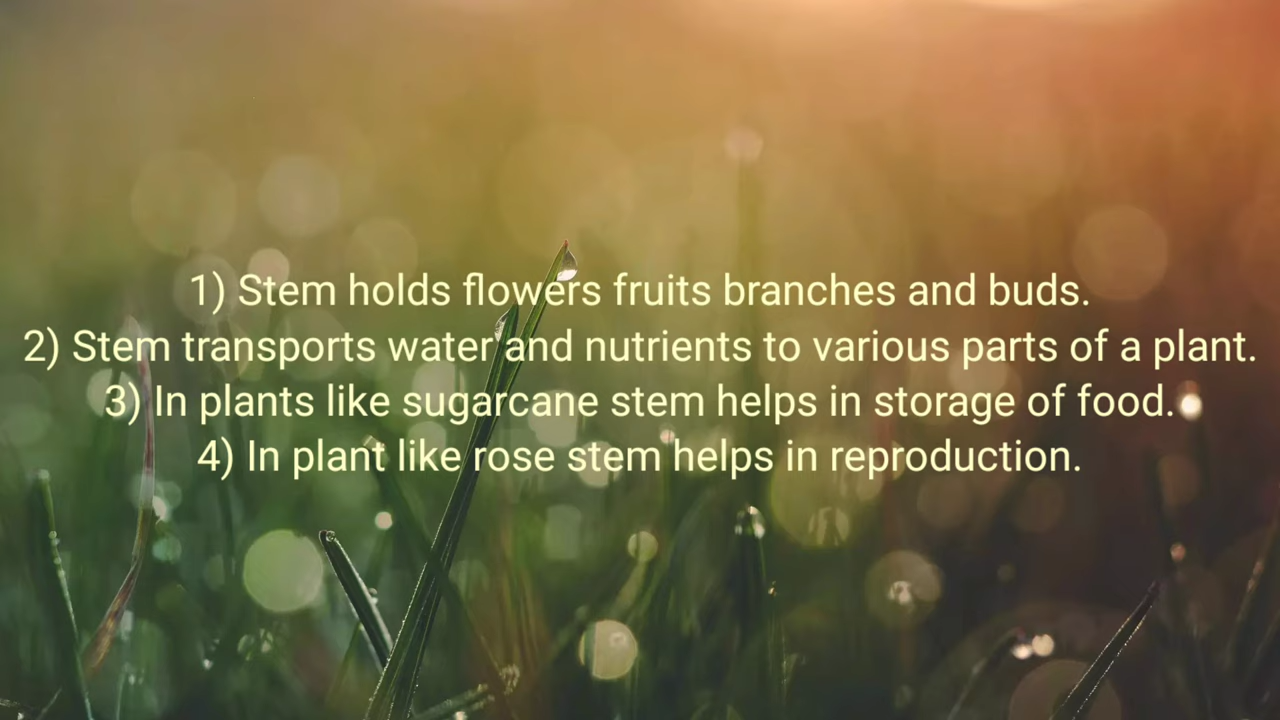 1) Stem holds flowers fruits branches and buds.
2) Stem transports water and nutrients to various parts of a plant.
3) In plants like sugarcane stem helps in storage of food.
4) In plant like rose stem helps in reproduction.